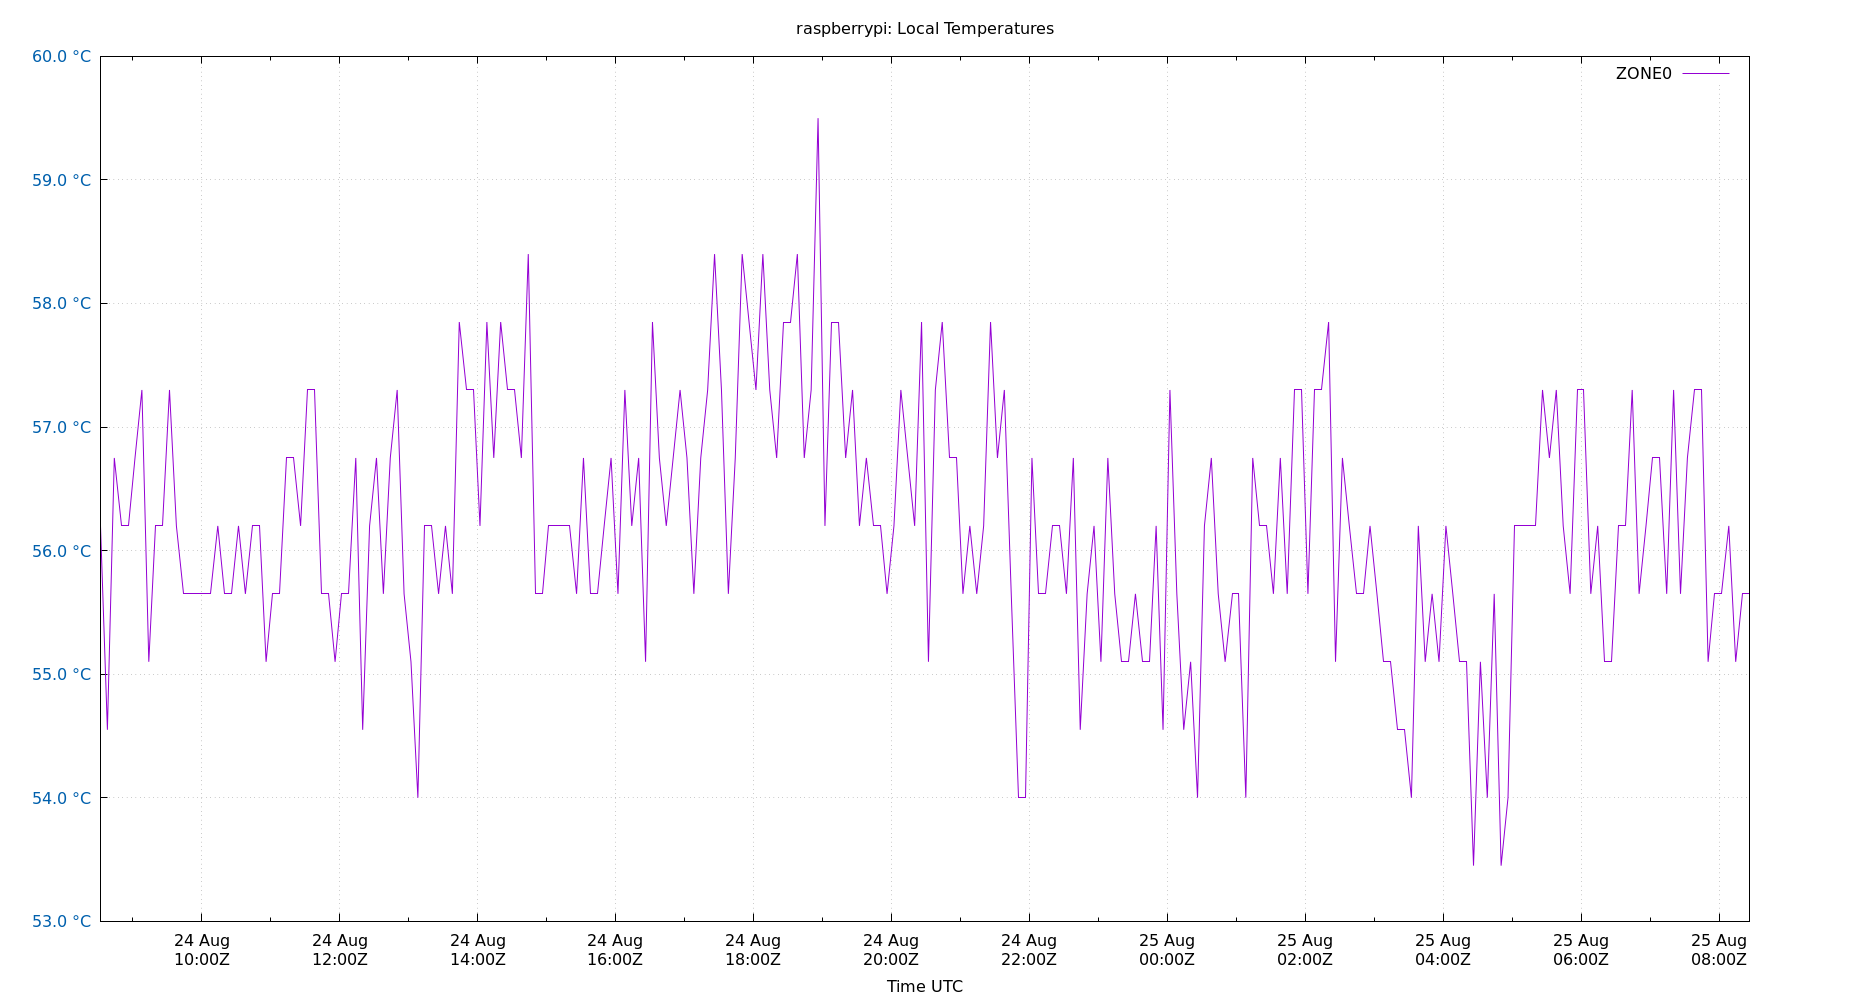 raspberrypi: Local Temperatures
60.0 °C
ZONE0
59.0 °C
58.0 °C
57.0 °C
56.0 °C
55.0 °C
54.0 °C
53.0 °C
24 Aug 24 Aug 24 Aug 24 Aug 24 Aug 24 Aug 24 Aug 25 Aug 25 Aug 25 Aug 25 Aug 25 Aug
10:00Z 12:00Z 14:00Z 16:00Z 18:00Z 20:00Z 22:00Z 00:00Z 02:00Z 04:00Z 06:00Z 08:00Z
Time UTC